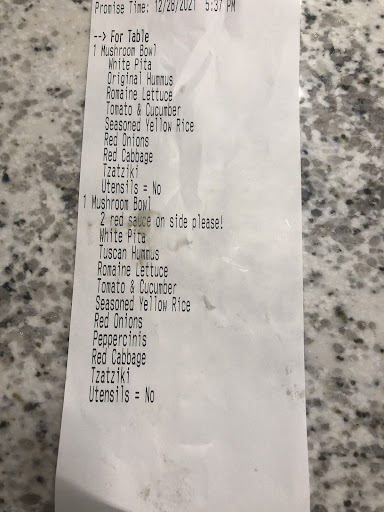 Promise Time: 12/28/2021 5:37 PM
--> For Table
1 Mushroom Bowl
White Pita
Original Hummus
Romaine Lettuce
Tomato & Cucumber
Seasoned Yellow Rice
Red Onions
Red Cabbage
Tzatziki
Utensils = No
1 Mushroom Bowl
2 red sauce on side please!
White Pita
Tuscan Hummus
Romaine Lettuce
Tomato & Cucumber
Seasoned Yellow Rice
Red Onions
Peppercinis
Red Cabbage
Tzatziki
Utensils = No